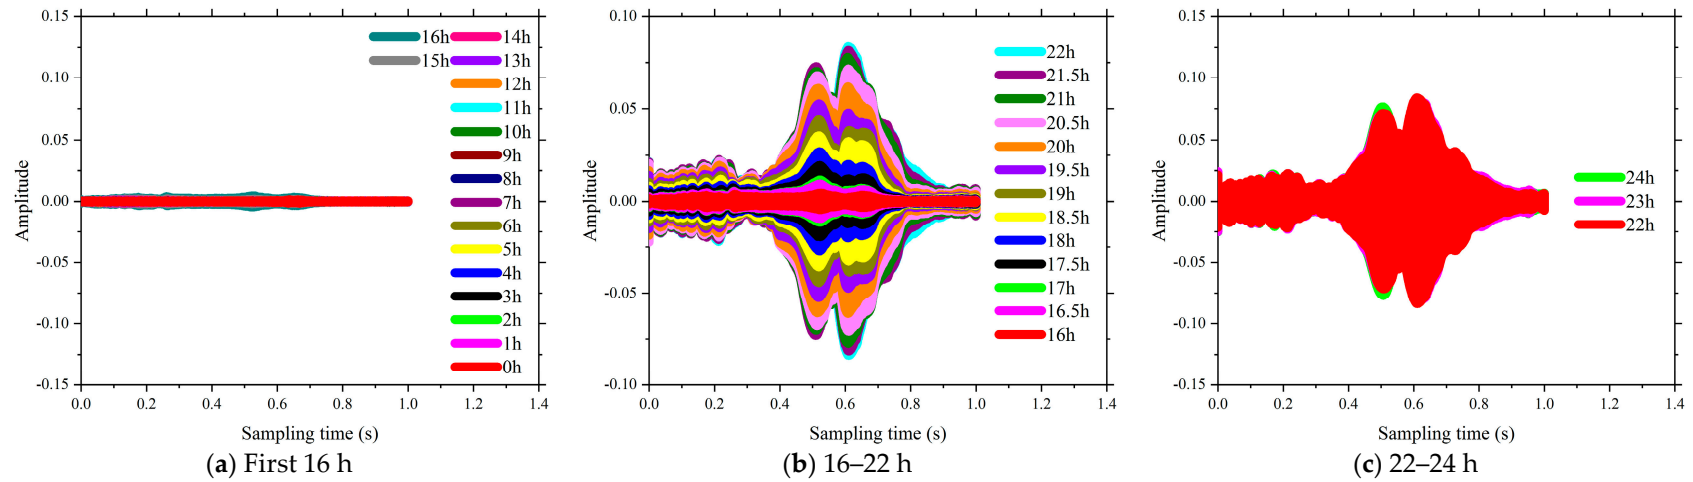 0.15
0.10
0.05
0.00
-0.05
-0.10
-0.15
Amplitude
0.0 0.2 0.4 0.6 0.8 1.0 1.2 1.4
Sampling time (s)
16h
15h
14h
13h
12h
11h
10h
9h
8h
7h
6h
5h
4h
3h
2h
1h
0h
(a) First 16 h
0.10
0.05
0.00
-0.05
-0.10
Amplitude
0.0 0.2 0.4 0.6 0.8 1.0 1.2 1.4
Sampling time (s)
22h
21.5h
21h
20.5h
20h
19.5h
19h
18.5h
18h
17.5h
17h
16.5h
16h
(b) 16–22 h
0.15
0.10
0.05
0.00
-0.05
-0.10
-0.15
Amplitude
0.0 0.2 0.4 0.6 0.8 1.0 1.2 1.4
Sampling time (s)
24h
23h
22h
(c) 22–24 h